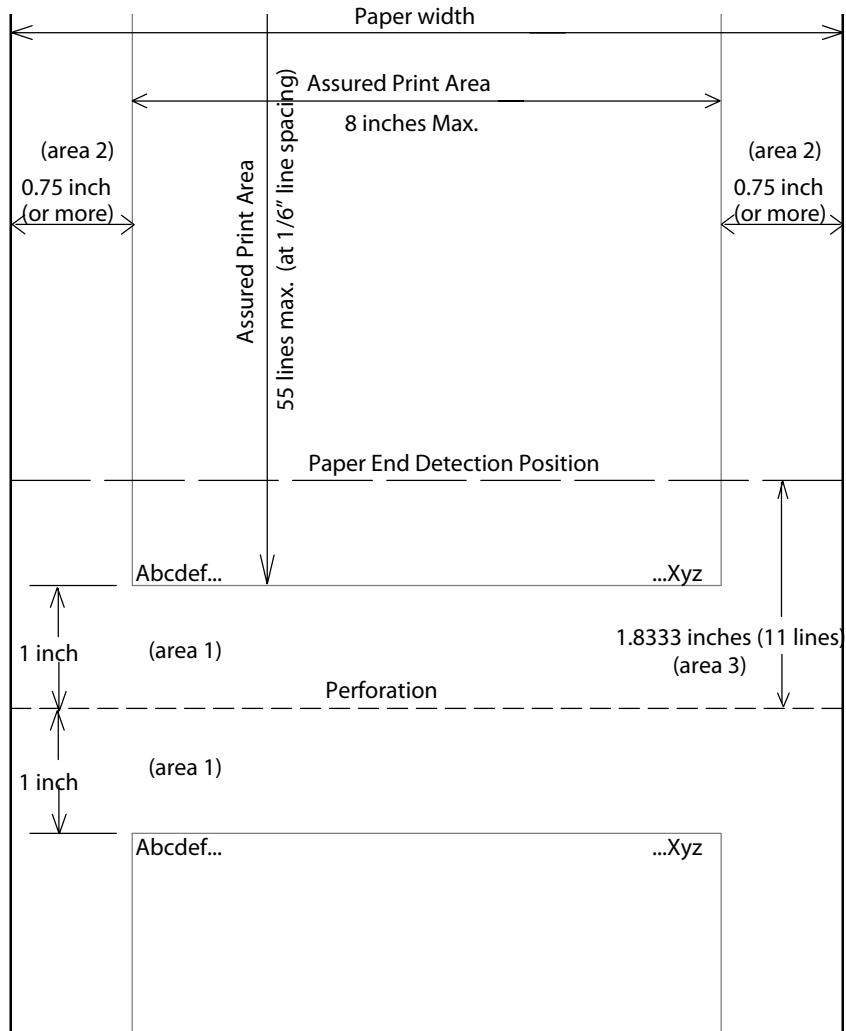 Paper width
Assured Print Area
8 inches Max.
Assured Print Area
55 lines max. (at 1/6” line spacing)
(area 2)
0.75 inch
(or more)
(area 2)
0.75 inch
(or more)
Paper End Detection Position
Abcdef...
...Xyz
1 inch
(area 1)
1.8333 inches (11 lines)
(area 3)
Perforation
1 inch
(area 1)
Abcdef...
...Xyz